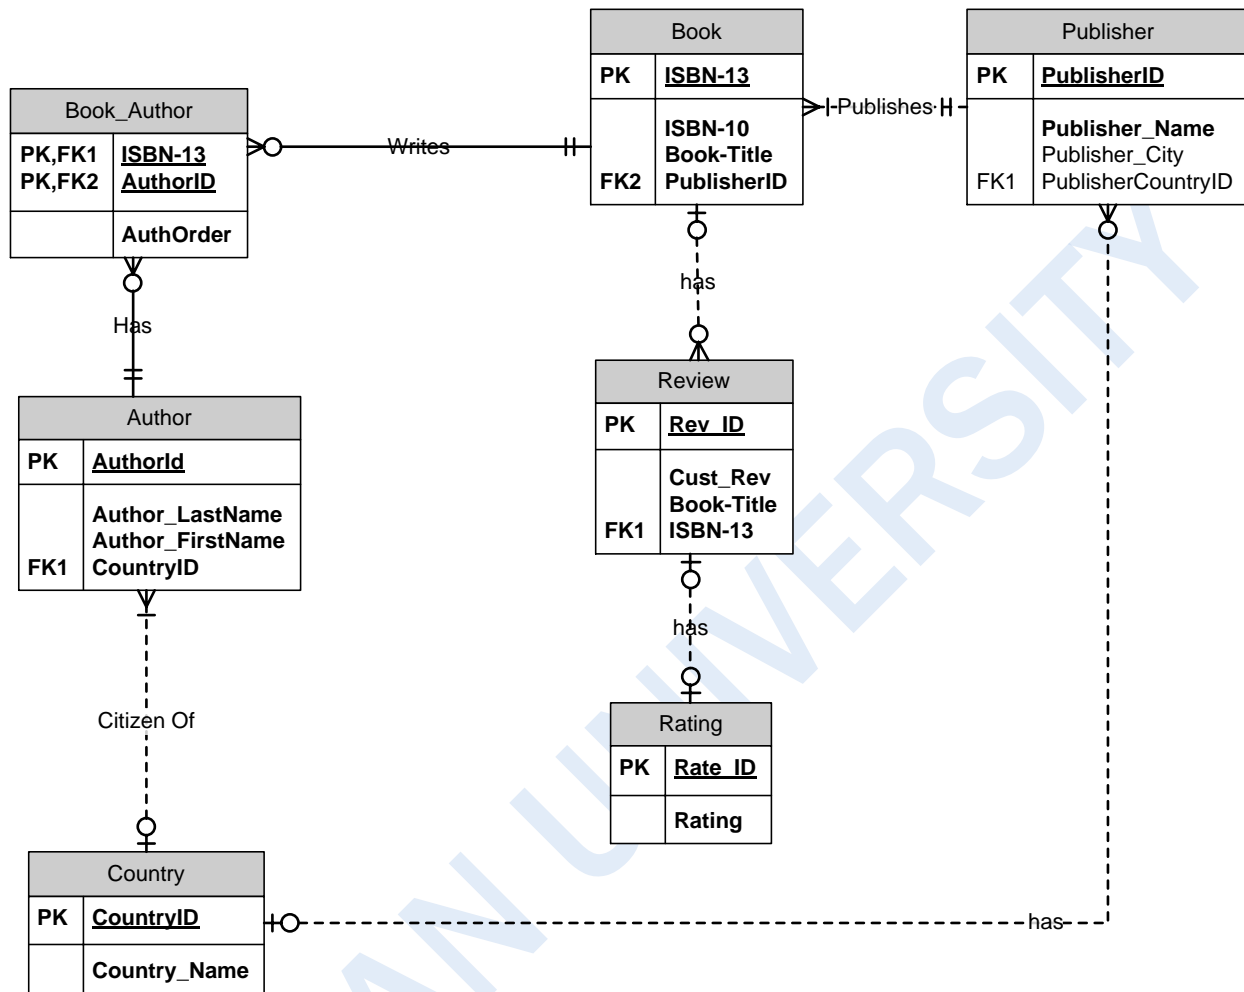 Book
PK ISBN-13
ISBN-10
Book-Title
FK2 PublisherID
Publisher
PK PublisherID
Publisher_Name
Publisher_City
FK1 PublisherCountryID
Publishes
Book_Author
PK,FK1 ISBN-13
PK,FK2 AuthorID
AuthOrder
Writes
has
Has
Review
PK Rev_ID
Cust_Rev
Book-Title
FK1 ISBN-13
Author
PK AuthorId
Author_LastName
Author_FirstName
FK1 CountryID
has
Citizen Of
Rating
PK Rate_ID
Rating
Country
PK CountryID
Country_Name
has
AN UNIVERSITY